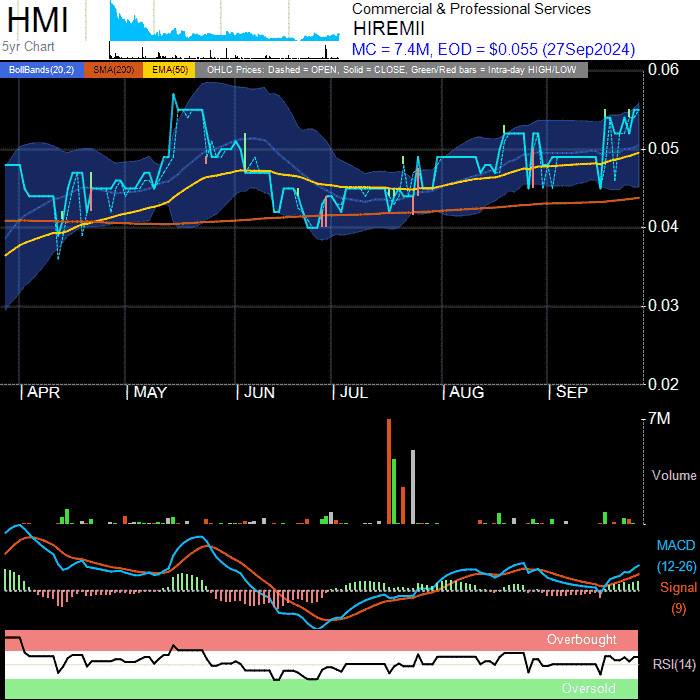 HMI
5yr Chart
Commercial & Professional Services
HIREMII
MC = 7.4M, EOD = $0.055 (27Sep2024)
BollBands(20,2) SMA(200) EMA(50) OHLC Prices: Dashed = OPEN, Solid = CLOSE, Green/Red bars = Intra-day HIGH/LOW
0.06
0.05
0.04
0.03
0.02
APR MAY JUN JUL AUG SEP
7M
Volume
MACD
(12-26)
Signal
(9)
Overbought
RSI(14)
Oversold